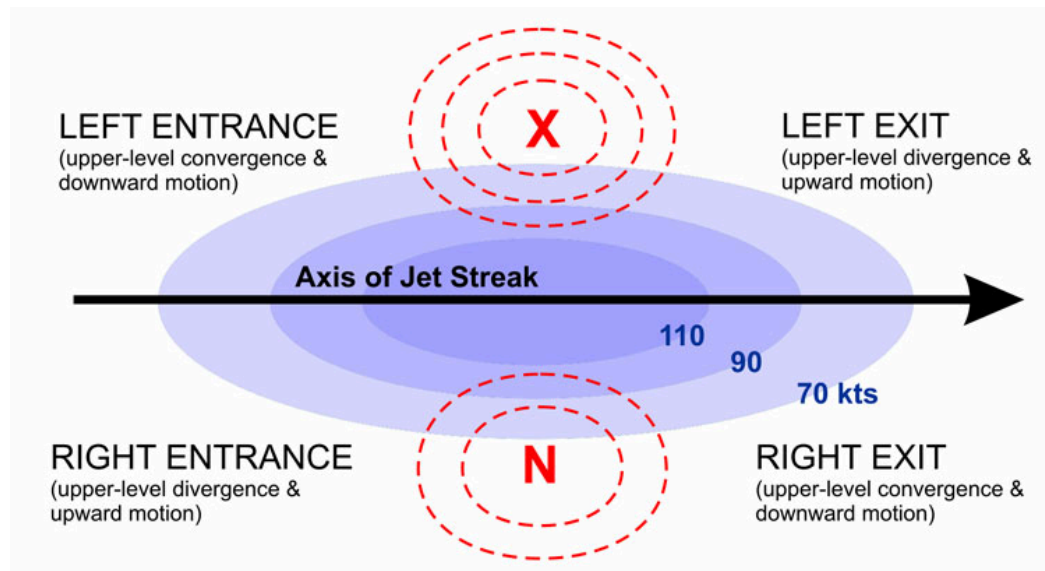 X
LEFT ENTRANCE
(upper-level convergence &
downward motion)
LEFT EXIT
(upper-level divergence &
upward motion)
Axis of Jet Streak
110
90
70 kts
RIGHT ENTRANCE
(upper-level divergence &
upward motion)
N
RIGHT EXIT
(upper-level convergence &
downward motion)